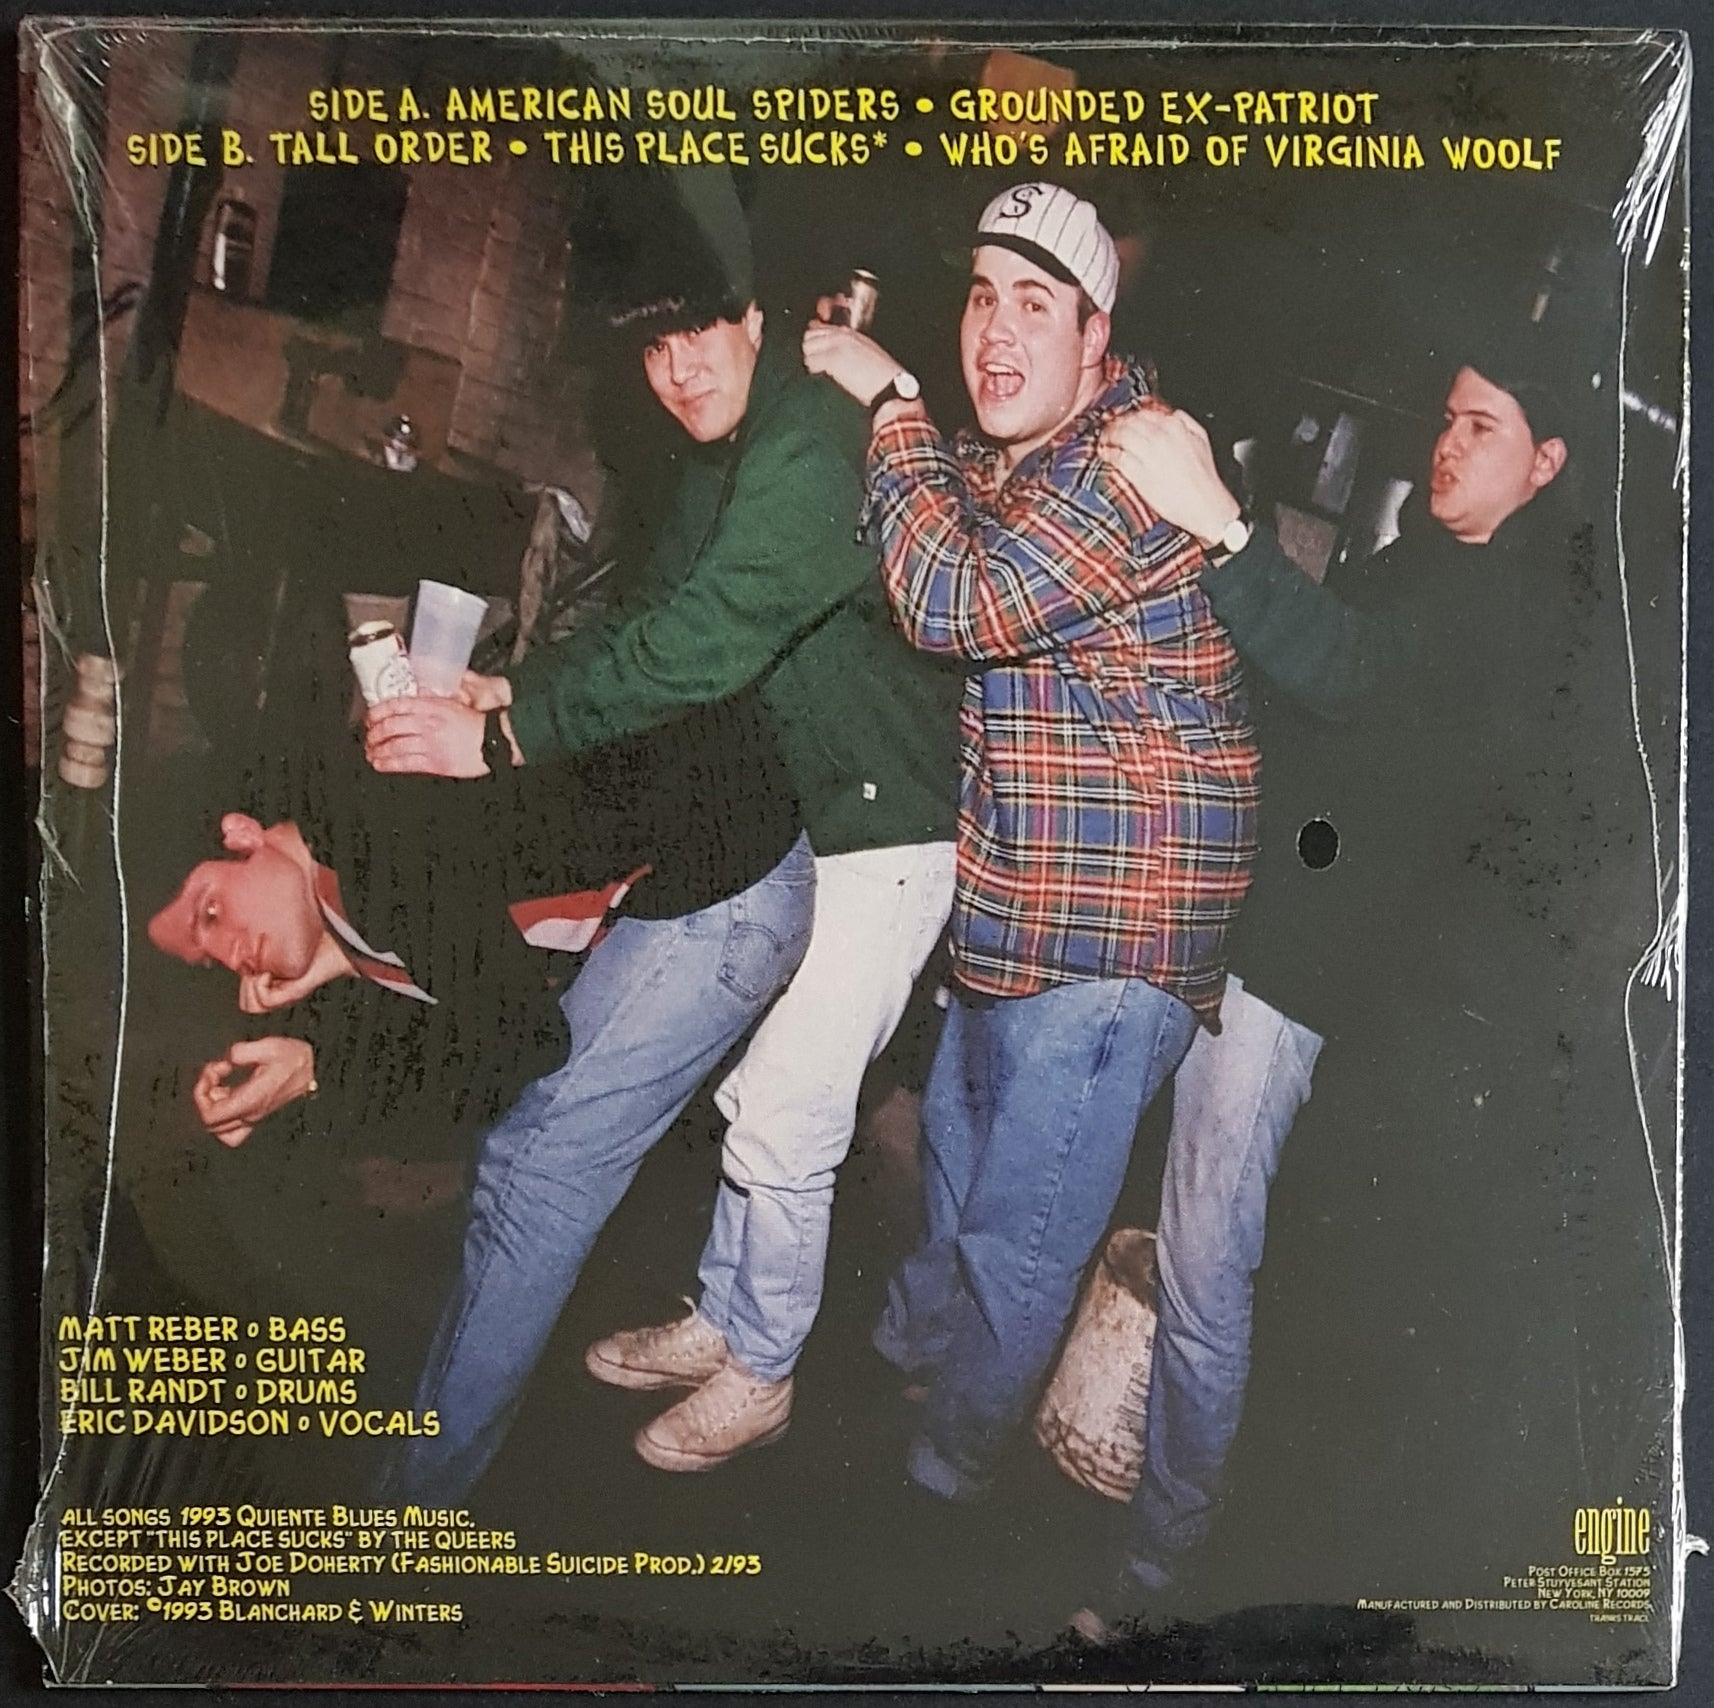 SIDE A. AMERICAN SOUL SPIDERS • GROUNDED EX-PATRIOT
SIDE B. TALL ORDER • THIS PLACE SUCKS* • WHO'S AFRAID OF VIRGINIA WOOLF
S
MATT REBER o BASS
JIM WEBER o GUITAR
BILL RANDT o DRUMS
ERIC DAVIDSON o VOCALS
ALL SONGS 1993 QUIENTE BLUES MUSIC.
EXCEPT "THIS PLACE SUCKS" BY THE QUEERS
RECORDED WITH JOE DOHERTY (FASHIONABLE SUICIDE PROD.) 2/93
PHOTOS: JAY BROWN
COVER: ©1993 BLANCHARD & WINTERS
engine
POST OFFICE BOX 1575
PETER STUYVESANT STATION
NEW YORK, NY 10009
MANUFACTURED AND DISTRIBUTED BY CAROLINE RECORDS
THANKS TRACI.